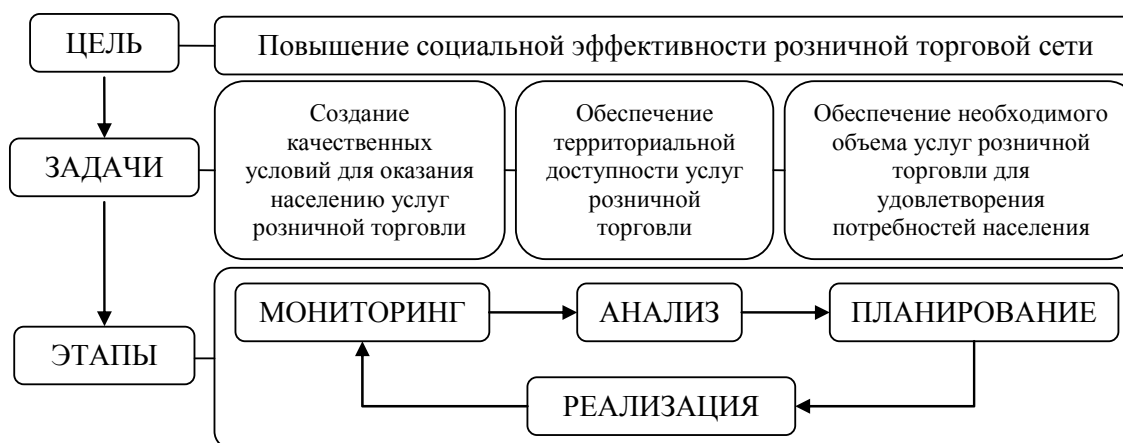 ЦЕЛЬ
Повышение социальной эффективности розничной торговой сети
ЗАДАЧИ
Создание
качественных
условий для оказания
населению услуг
розничной торговли
Обеспечение
территориальной
доступности услуг
розничной
торговли
Обеспечение необходимого
объема услуг розничной
торговли для
удовлетворения
потребностей населения
ЭТАПЫ
МОНИТОРИНГ
АНАЛИЗ
ПЛАНИРОВАНИЕ
РЕАЛИЗАЦИЯ